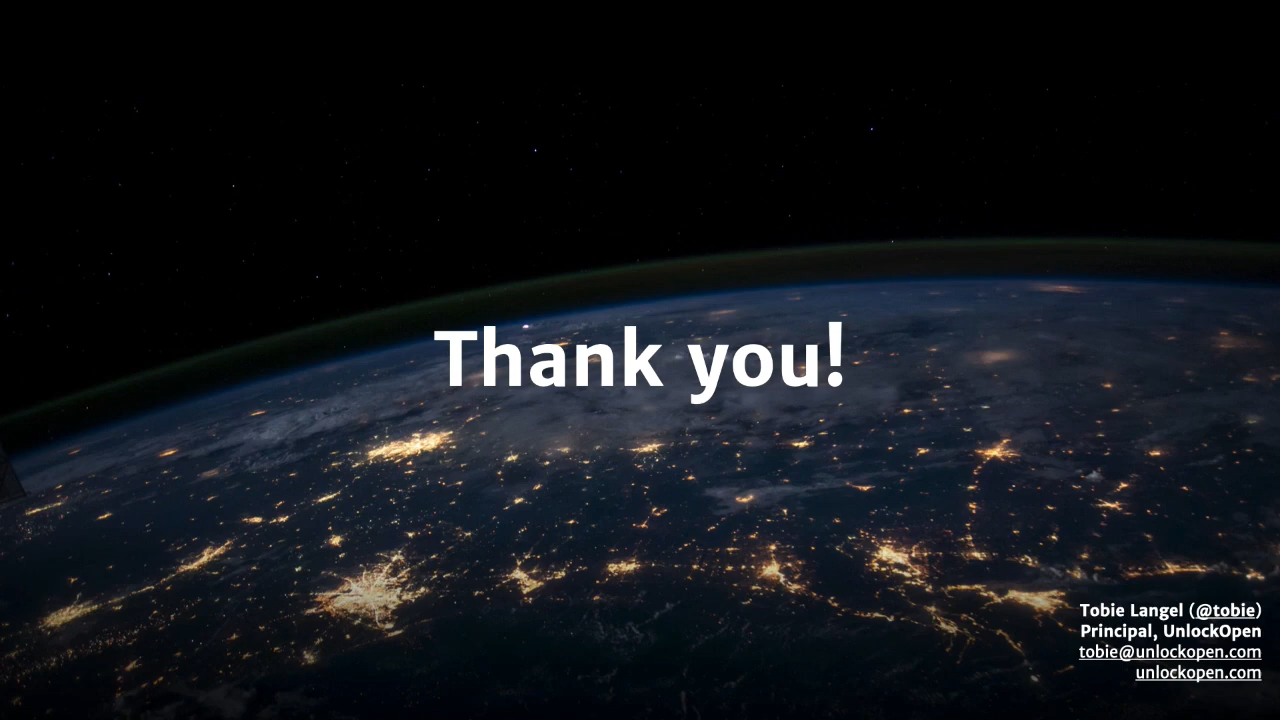 Thank you!
Tobie Langel (@tobie)
Principal, UnlockOpen
tobie@unlockopen.com
unlockopen.com